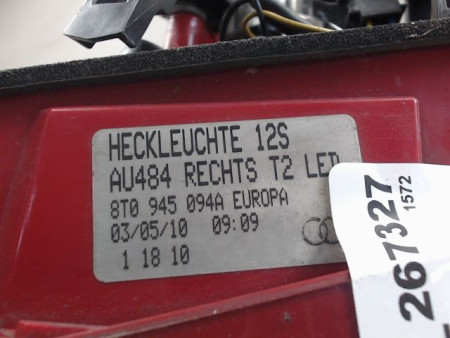 HECKLEUCHTE 12S
AU484 RECHTS T2 LED
8T0 945 094A EUROPA
03/05/10 09:09
1 18 10
267327
1572